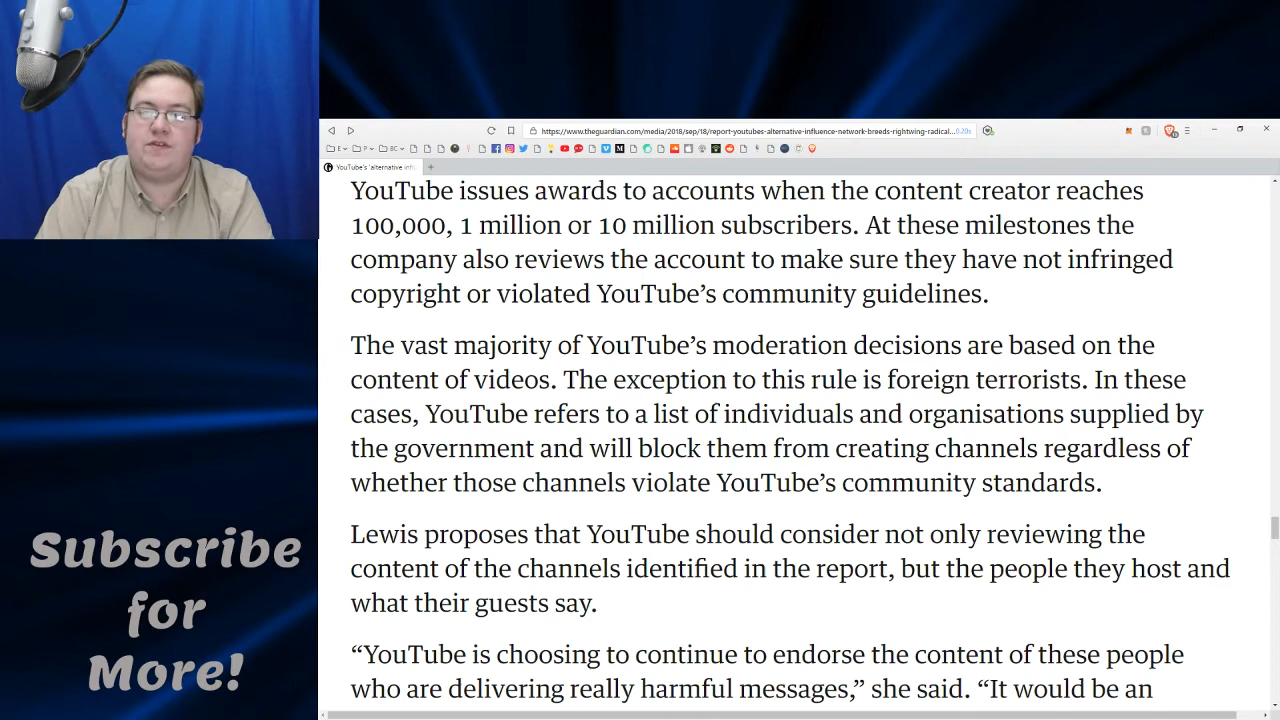 https://www.theguardian.com/media/2018/sep/18/report-youtubes-alternative-influence-network-breeds-rightwing-radical... 0.20s
YouTube's 'alternative infl
YouTube issues awards to accounts when the content creator reaches
100,000, 1 million or 10 million subscribers. At these milestones the
company also reviews the account to make sure they have not infringed
copyright or violated YouTube’s community guidelines.
The vast majority of YouTube’s moderation decisions are based on the
content of videos. The exception to this rule is foreign terrorists. In these
cases, YouTube refers to a list of individuals and organisations supplied by
the government and will block them from creating channels regardless of
whether those channels violate YouTube’s community standards.
Lewis proposes that YouTube should consider not only reviewing the
content of the channels identified in the report, but the people they host and
what their guests say.
“YouTube is choosing to continue to endorse the content of these people
who are delivering really harmful messages,” she said. “It would be an
Subscribe
for
More!